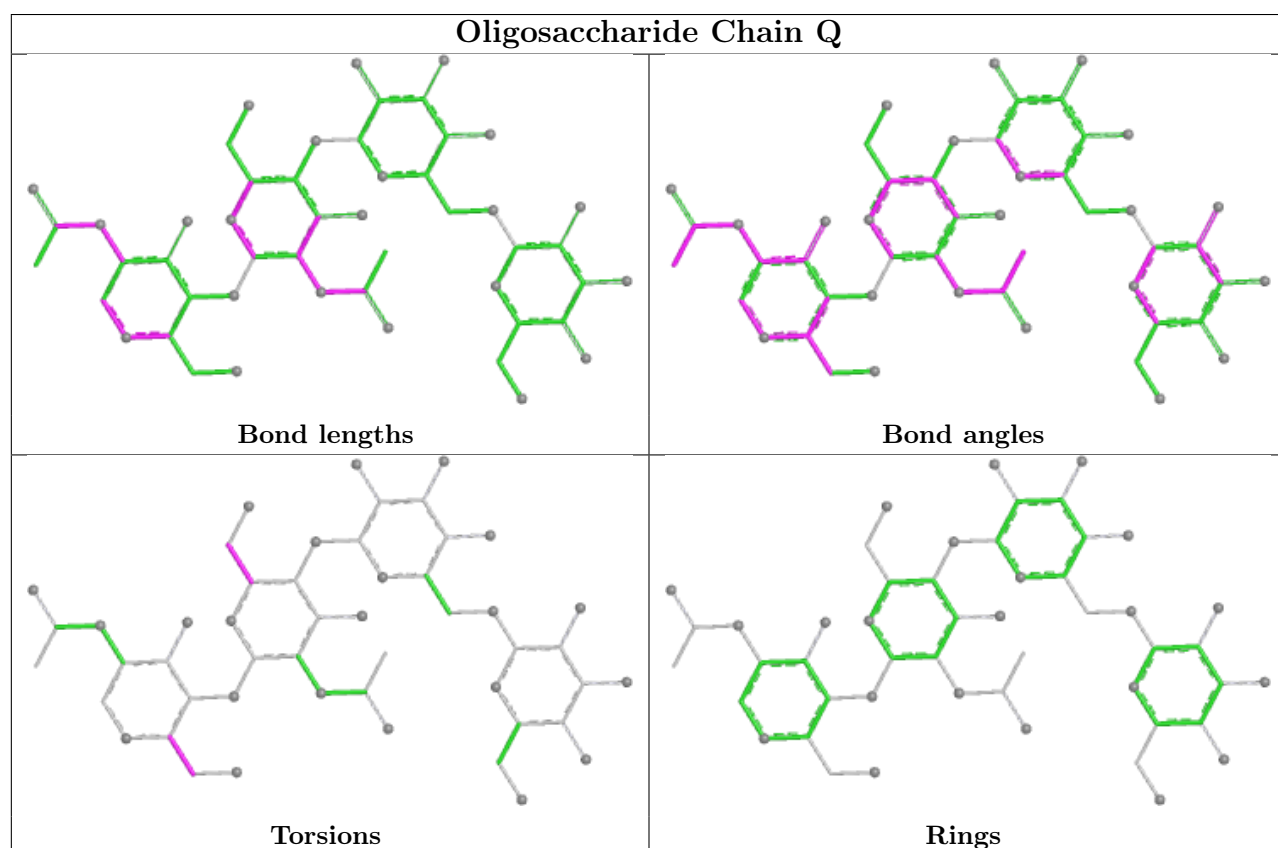 Oligosaccharide Chain Q
Bond lengths
Bond angles
Torsions
Rings